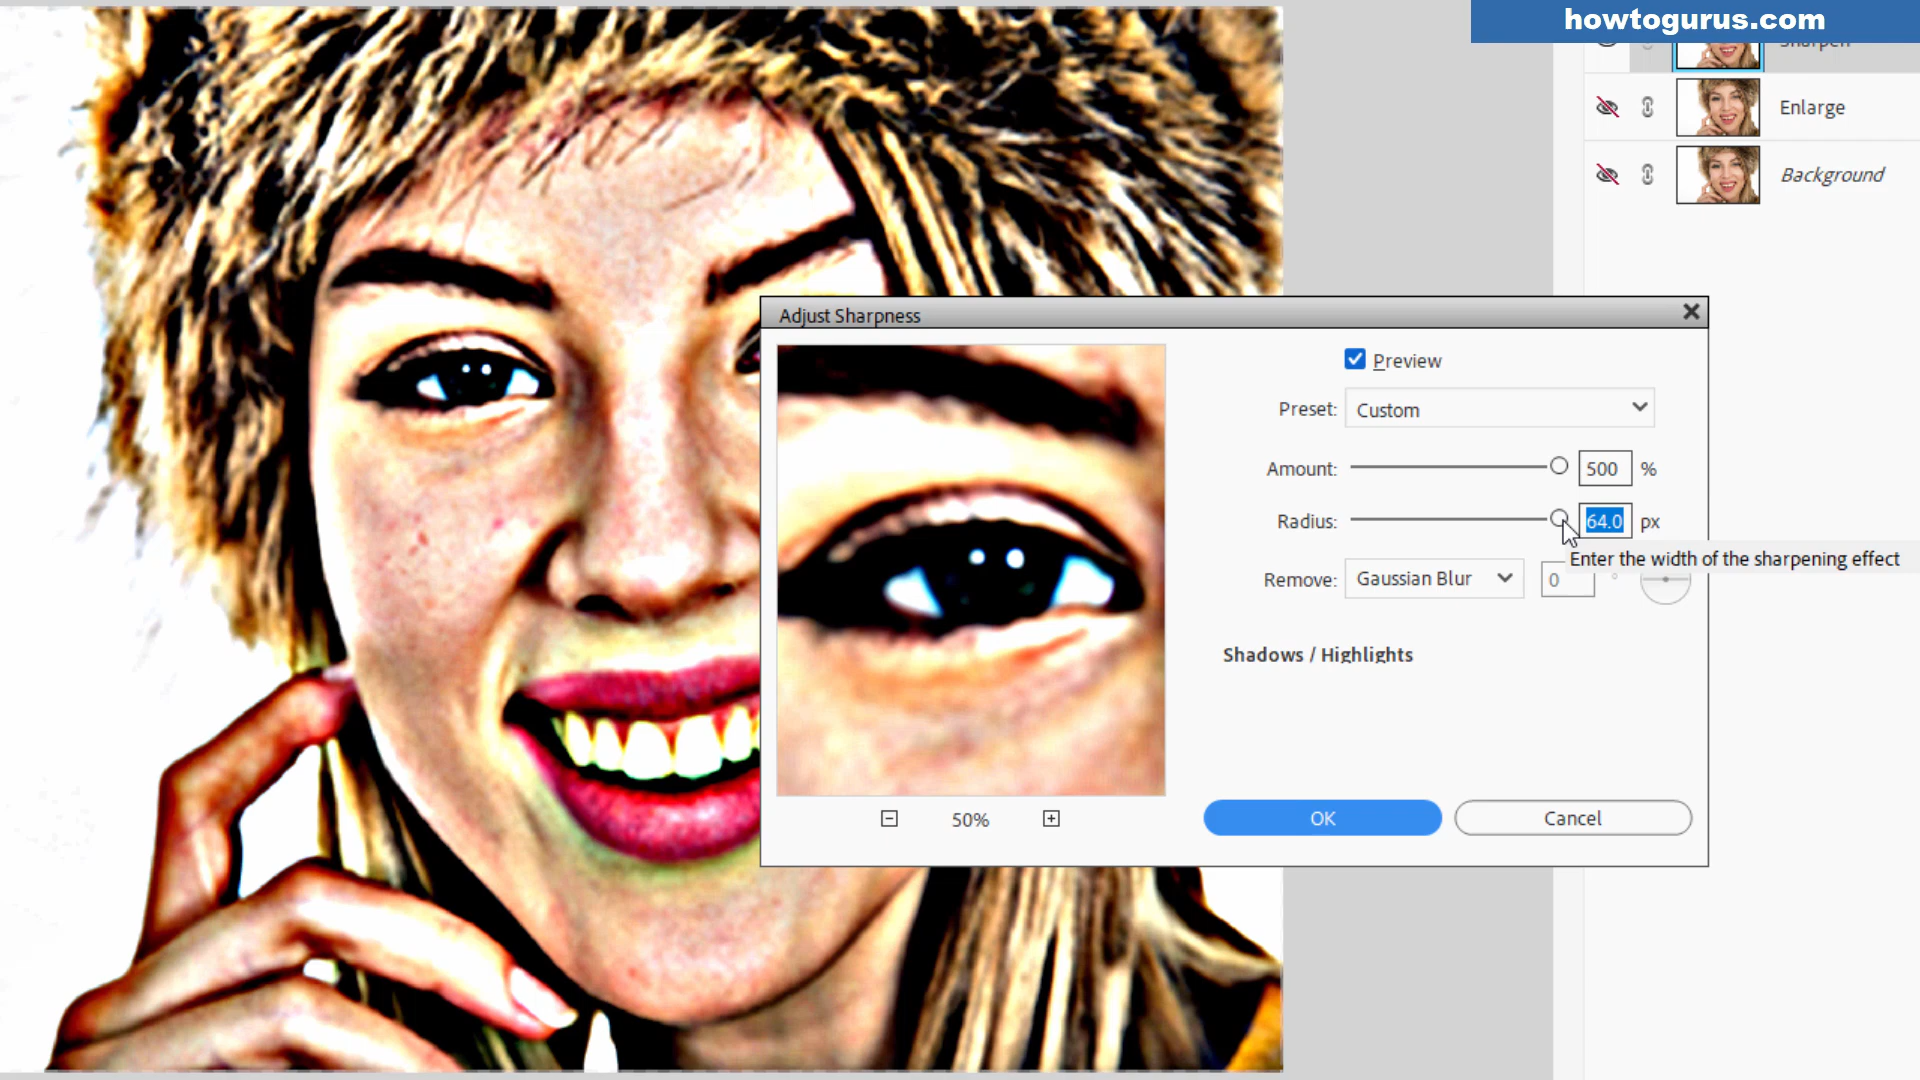 howtogurus.com
Sharpen
Enlarge
Background
Adjust Sharpness
Preview
Preset: Custom
Amount: 500 %
Radius: 64.0 px
Enter the width of the sharpening effect
Remove: Gaussian Blur 0 °
Shadows / Highlights
50%
OK Cancel